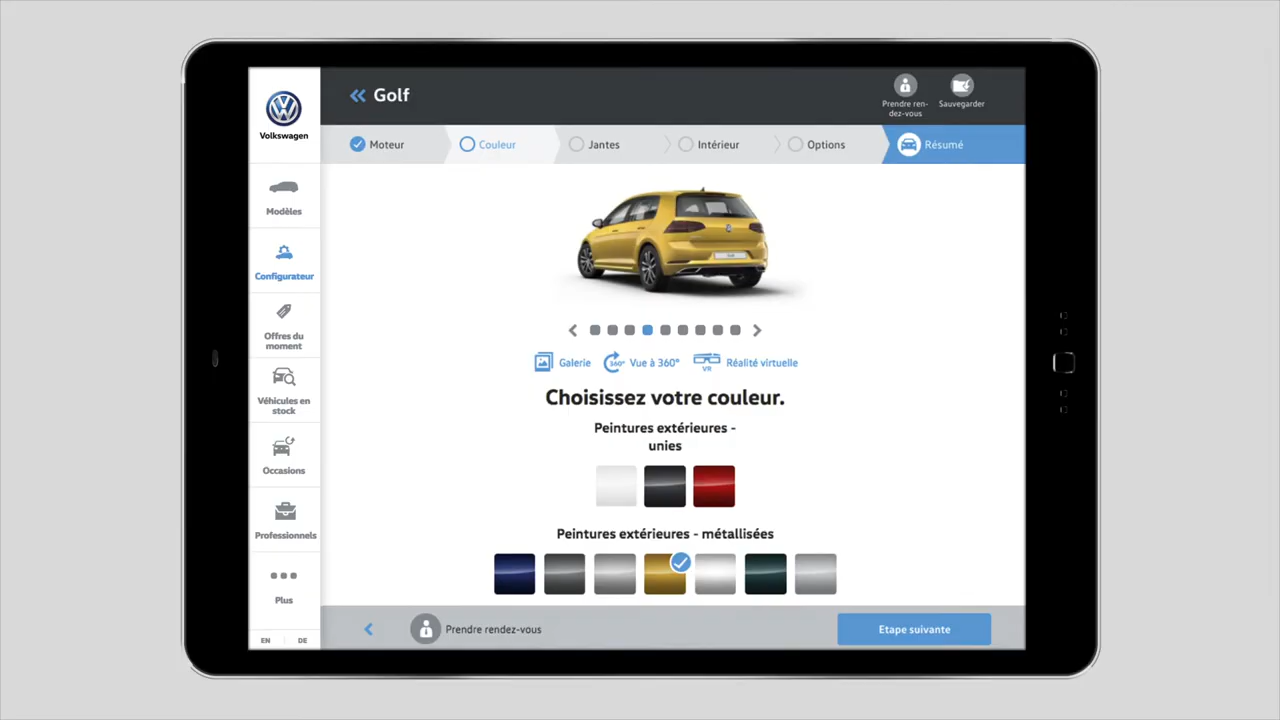 Volkswagen
Golf
Prendre ren-
dez-vous
Sauvegarder
Moteur
Couleur
Jantes
Intérieur
Options
Résumé
Modèles
Configurateur
Offres du
moment
Véhicules en
stock
Occasions
Professionnels
Plus
EN
DE
Galerie
360°
Vue à 360°
VR
Réalité virtuelle
Choisissez votre couleur.
Peintures extérieures -
unies
Peintures extérieures - métallisées
Prendre rendez-vous
Etape suivante